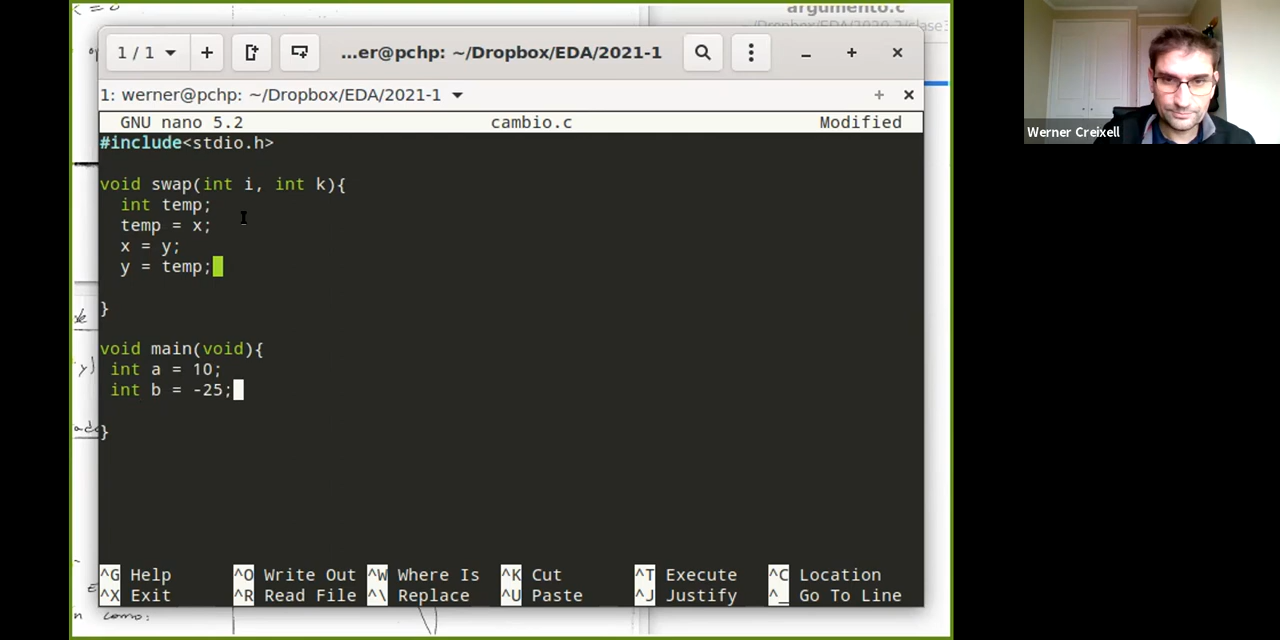 argumento.c
1 / 1
...er@pchp: ~/Dropbox/EDA/2021-1
1: werner@pchp: ~/Dropbox/EDA/2021-1
GNU nano 5.2 cambio.c Modified
#include<stdio.h>
void swap(int i, int k){
int temp;
temp = x;
x = y;
y = temp;
}
void main(void){
int a = 10;
int b = -25;
}
^G Help ^O Write Out ^W Where Is ^K Cut ^T Execute ^C Location
^X Exit ^R Read File ^\ Replace ^U Paste ^J Justify ^_ Go To Line
como:
Werner Creixell